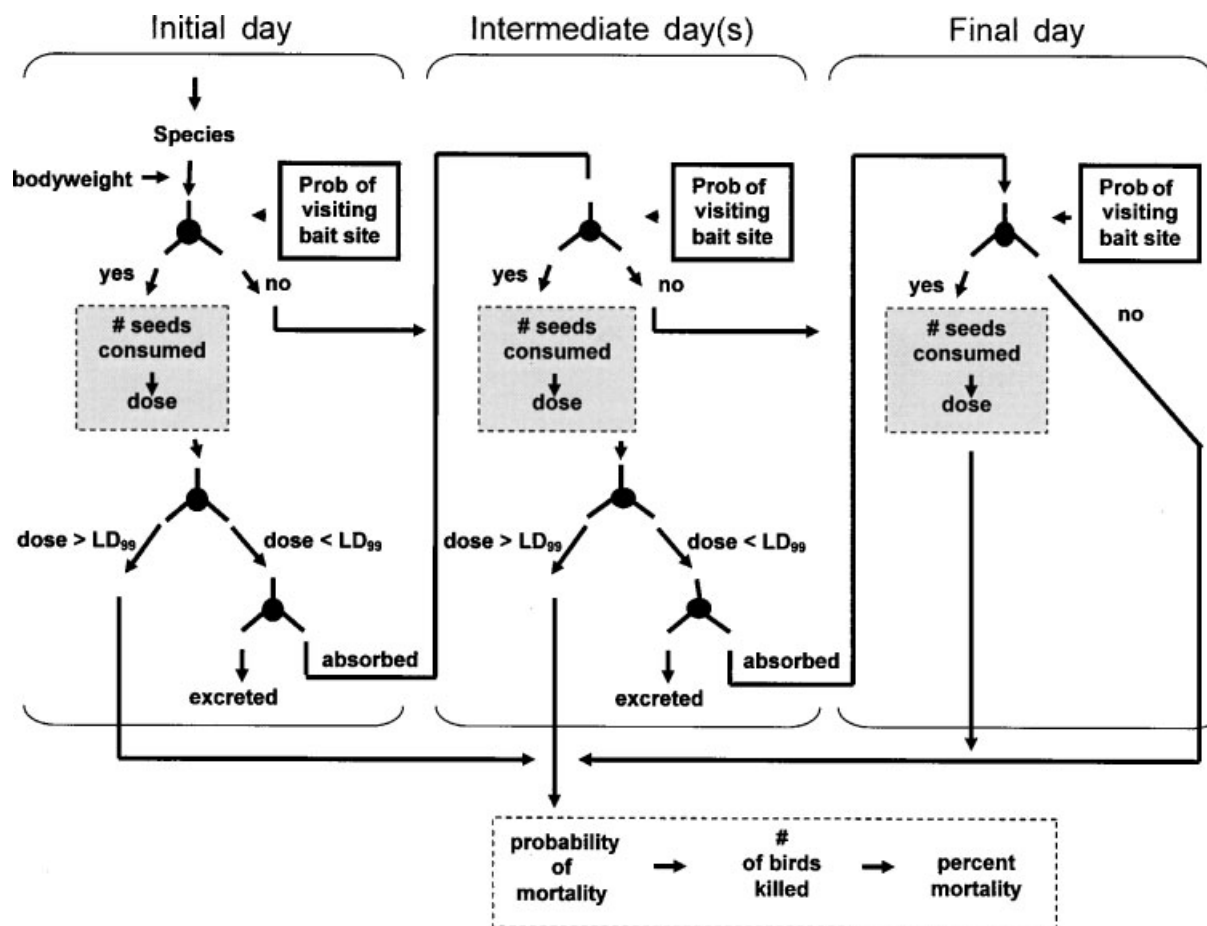 Initial day
Intermediate day(s)
Final day
Species
bodyweight
Prob of
visiting
bait site
yes
no
# seeds
consumed
dose
dose > LD99
dose < LD99
excreted
absorbed
Prob of
visiting
bait site
yes
no
# seeds
consumed
dose
dose > LD99
dose < LD99
excreted
absorbed
Prob of
visiting
bait site
yes
no
# seeds
consumed
dose
probability
of
mortality
#
of birds
killed
percent
mortality